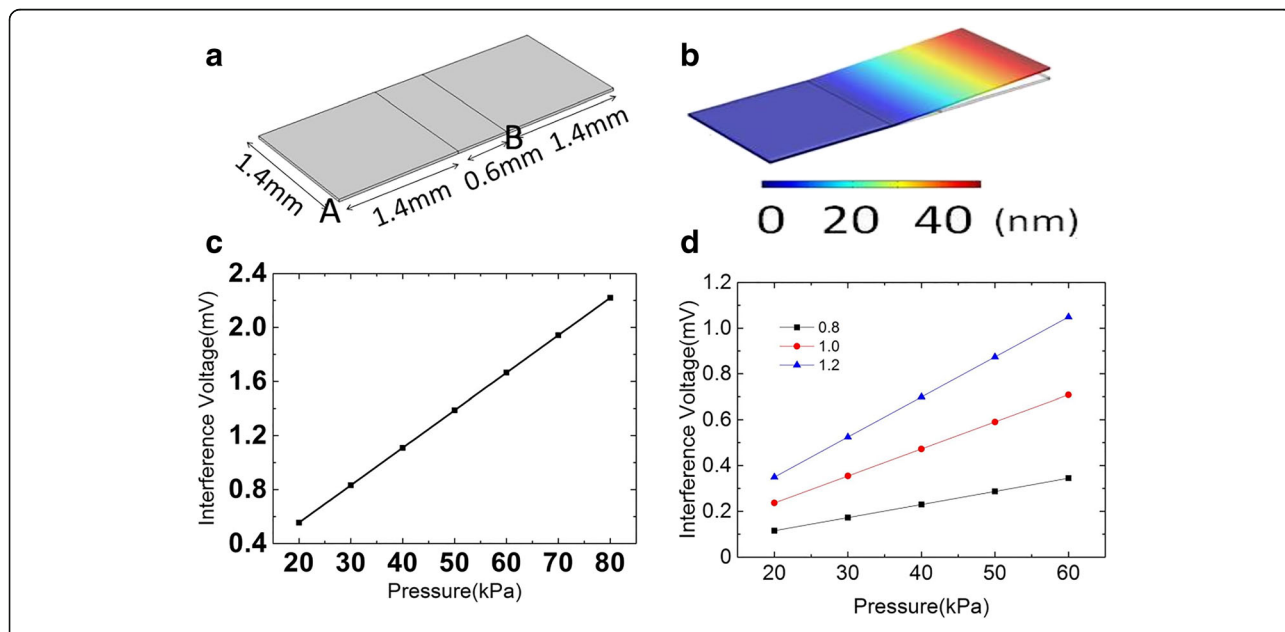 a
1.4mm
A
1.4mm
0.6mm
B
1.4mm
b
0 20 40 (nm)
c
Interference Voltage(mV)
2.4
2.0
1.6
1.2
0.8
0.4
20 30 40 50 60 70 80
Pressure(kPa)
d
Interference Voltage(mV)
1.2
1.0
0.8
0.6
0.4
0.2
0
0.8
1.0
1.2
20 30 40 50 60
Pressure(kPa)